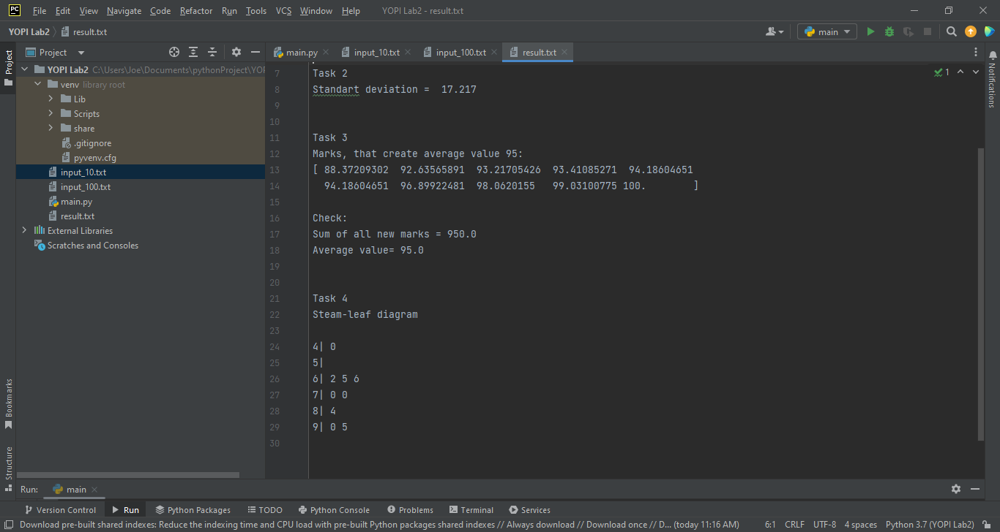 PC File Edit View Navigate Code Refactor Run Tools VCS Window Help YOPI Lab2 - result.txt
YOPI Lab2 result.txt main
Project main.py input_10.txt input_100.txt result.txt
Project
YOPI Lab2 C:\Users\Joe\Documents\pythonProject\YOPI
venv library root
Lib
Scripts
share
.gitignore
pyvenv.cfg
input_10.txt
input_100.txt
main.py
result.txt
External Libraries
Scratches and Consoles
Bookmarks
Structure
7 Task 2
8 Standart deviation =  17.217
9
10
11 Task 3
12 Marks, that create average value 95:
13 [ 88.37209302  92.63565891  93.21705426  93.41085271  94.18604651
14   94.18604651  96.89922481  98.0620155   99.03100775 100.        ]
15
16 Check:
17 Sum of all new marks = 950.0
18 Average value= 95.0
19
20
21 Task 4
22 Steam-leaf diagram
23
24 4| 0
25 5|
26 6| 2 5 6
27 7| 0 0
28 8| 4
29 9| 0 5
30
1
Notifications
Run: main
Version Control Run Python Packages TODO Python Console Problems Terminal Services
Download pre-built shared indexes: Reduce the indexing time and CPU load with pre-built Python packages shared indexes // Always download // Download once // D... (today 11:16 AM) 6:1 CRLF UTF-8 4 spaces Python 3.7 (YOPI Lab2)